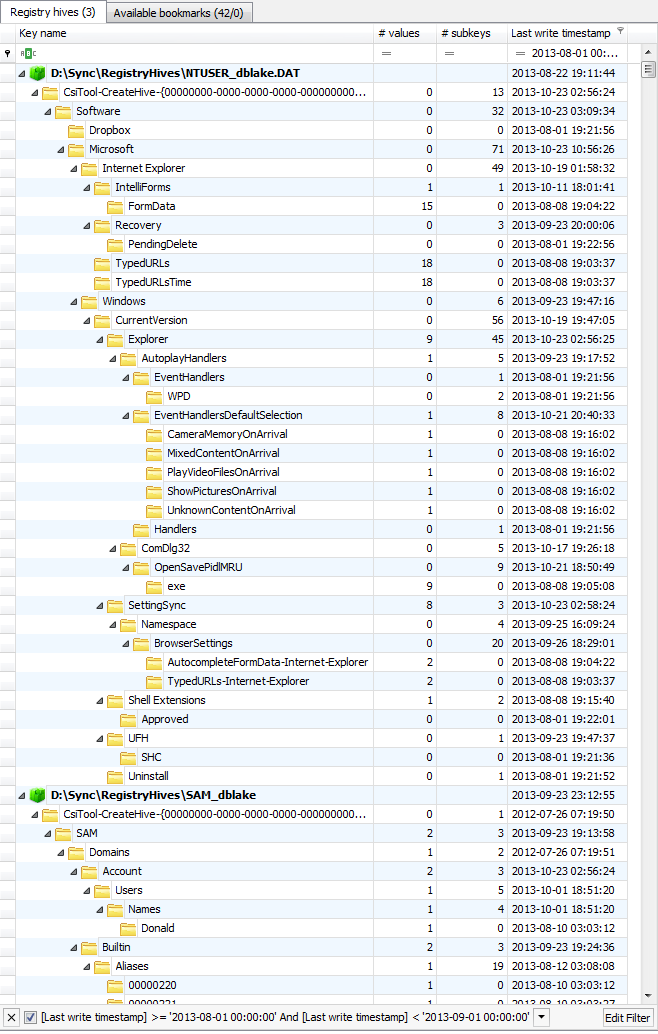 Registry hives (3) Available bookmarks (42/0)
Key name # values # subkeys Last write timestamp
ABC = = = 2013-08-01 00:...
D:\Sync\RegistryHives\NTUSER_dblake.DAT 2013-08-22 19:11:44
CsiTool-CreateHive-{00000000-0000-0000-0000-000000000... 0 13 2013-10-23 02:56:24
Software 0 32 2013-10-23 03:09:34
Dropbox 0 0 2013-08-01 19:21:56
Microsoft 0 71 2013-10-23 10:56:26
Internet Explorer 0 49 2013-10-19 01:58:32
IntelliForms 1 1 2013-10-11 18:01:41
FormData 15 0 2013-08-08 19:04:22
Recovery 0 3 2013-09-23 20:00:06
PendingDelete 0 0 2013-08-01 19:22:56
TypedURLs 18 0 2013-08-08 19:03:37
TypedURLsTime 18 0 2013-08-08 19:03:37
Windows 0 6 2013-09-23 19:47:16
CurrentVersion 0 56 2013-10-19 19:47:05
Explorer 9 45 2013-10-23 02:56:25
AutoplayHandlers 1 5 2013-09-23 19:17:52
EventHandlers 0 1 2013-08-01 19:21:56
WPD 0 2 2013-08-01 19:21:56
EventHandlersDefaultSelection 1 8 2013-10-21 20:40:33
CameraMemoryOnArrival 1 0 2013-08-08 19:16:02
MixedContentOnArrival 1 0 2013-08-08 19:16:02
PlayVideoFilesOnArrival 1 0 2013-08-08 19:16:02
ShowPicturesOnArrival 1 0 2013-08-08 19:16:02
UnknownContentOnArrival 1 0 2013-08-08 19:16:02
Handlers 0 1 2013-08-01 19:21:56
ComDlg32 0 5 2013-10-17 19:26:18
OpenSavePidlMRU 0 9 2013-10-21 18:50:49
exe 9 0 2013-08-08 19:05:08
SettingSync 8 3 2013-10-23 02:58:24
Namespace 0 4 2013-09-25 16:09:24
BrowserSettings 0 20 2013-09-26 18:29:01
AutocompleteFormData-Internet-Explorer 2 0 2013-08-08 19:04:22
TypedURLs-Internet-Explorer 2 0 2013-08-08 19:03:37
Shell Extensions 1 2 2013-08-08 19:15:40
Approved 0 0 2013-08-01 19:22:01
UFH 0 1 2013-09-23 19:47:37
SHC 0 0 2013-08-01 19:21:36
Uninstall 0 1 2013-08-01 19:21:52
D:\Sync\RegistryHives\SAM_dblake 2013-09-23 23:12:55
CsiTool-CreateHive-{00000000-0000-0000-0000-000000000... 0 1 2012-07-26 07:19:50
SAM 2 3 2013-09-23 19:13:58
Domains 1 2 2012-07-26 07:19:51
Account 2 3 2013-10-23 02:56:24
Users 1 5 2013-10-01 18:51:20
Names 1 4 2013-10-01 18:51:20
Donald 1 0 2013-08-10 03:03:12
Builtin 2 3 2013-09-23 19:24:36
Aliases 1 19 2013-08-12 03:08:08
00000220 1 0 2013-08-10 03:03:12
00000221 1 0 2013-08-10 03:03:27
[Last write timestamp] >= '2013-08-01 00:00:00' And [Last write timestamp] < '2013-09-01 00:00:00' Edit Filter